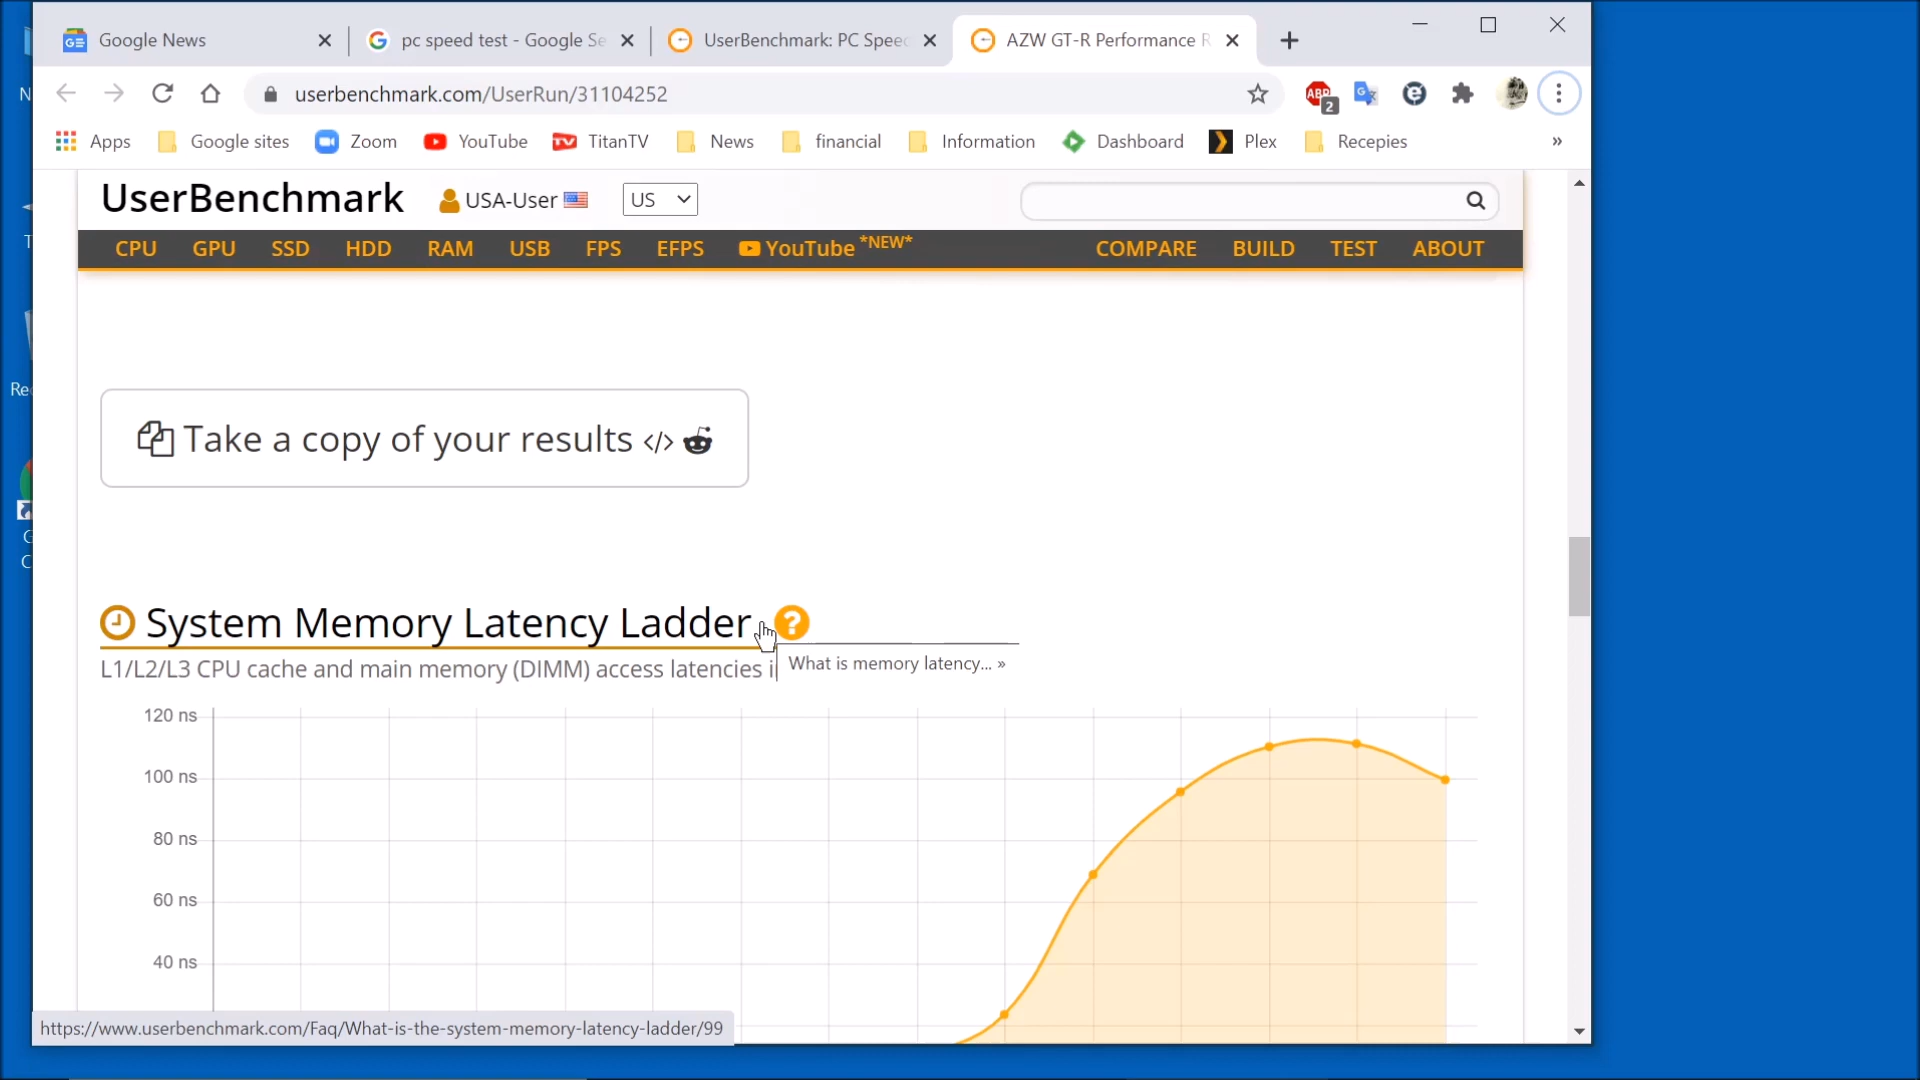 Google News
pc speed test - Google Se
UserBenchmark: PC Speed
AZW GT-R Performance R
userbenchmark.com/UserRun/31104252
ABP
2
Apps
Google sites
Zoom
YouTube
TitanTV
News
financial
Information
Dashboard
Plex
Recepies
»
UserBenchmark
USA-User
US
CPU
GPU
SSD
HDD
RAM
USB
FPS
EFPS
YouTube *NEW*
COMPARE
BUILD
TEST
ABOUT
Take a copy of your results </>
System Memory Latency Ladder ?
L1/L2/L3 CPU cache and main memory (DIMM) access latencies i
What is memory latency... »
120 ns
100 ns
80 ns
60 ns
40 ns
https://www.userbenchmark.com/Faq/What-is-the-system-memory-latency-ladder/99
N
T
Re
G
C